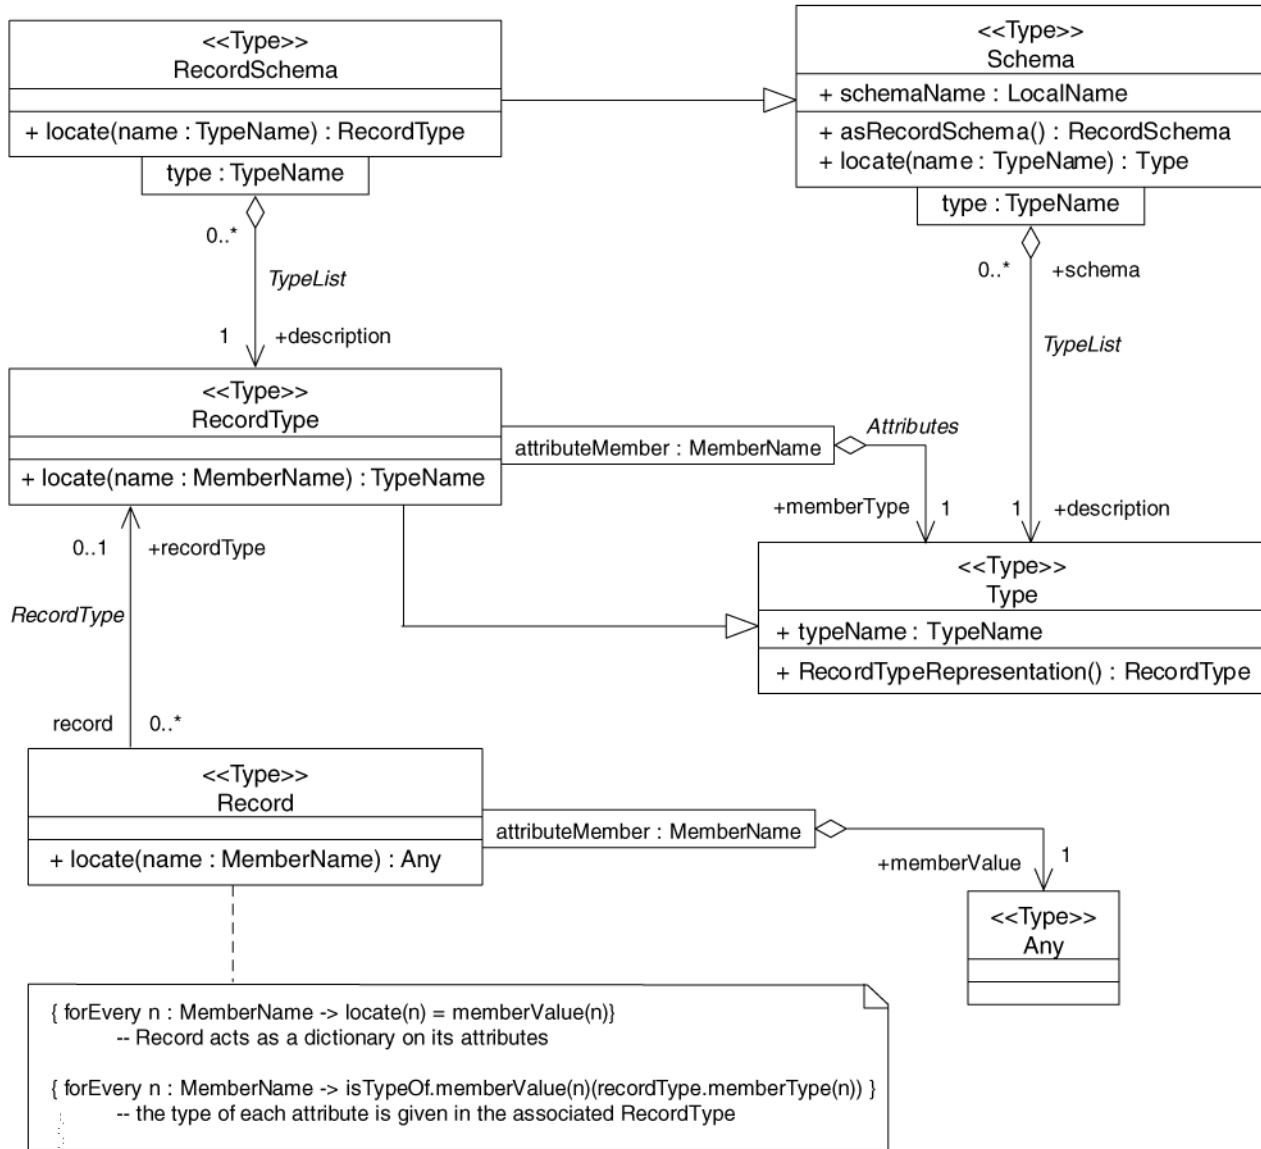 <<Type>>
RecordSchema
+ locate(name : TypeName) : RecordType
type : TypeName
<<Type>>
Schema
+ schemaName : LocalName
+ asRecordSchema() : RecordSchema
+ locate(name : TypeName) : Type
type : TypeName
0..*
TypeList
1
+description
0..*
+schema
TypeList
1
+description
<<Type>>
RecordType
+ locate(name : MemberName) : TypeName
attributeMember : MemberName
Attributes
+memberType
1
<<Type>>
Type
+ typeName : TypeName
+ RecordTypeRepresentation() : RecordType
0..1
+recordType
RecordType
record
0..*
<<Type>>
Record
+ locate(name : MemberName) : Any
attributeMember : MemberName
+memberValue
1
<<Type>>
Any
{ forEvery n : MemberName -> locate(n) = memberValue(n)}
-- Record acts as a dictionary on its attributes
{ forEvery n : MemberName -> isTypeOf.memberValue(n)(recordType.memberType(n)) }
-- the type of each attribute is given in the associated RecordType